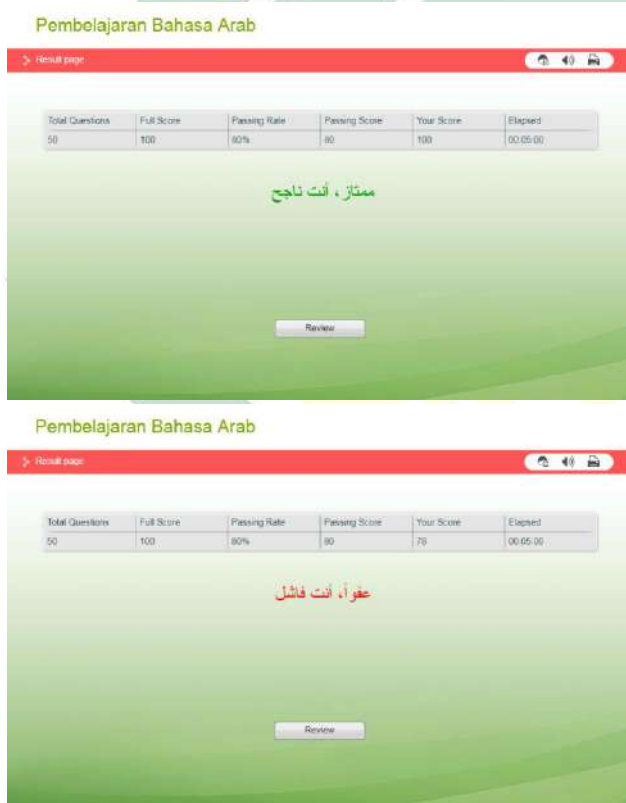 Pembelajaran Bahasa Arab
Result page
Total Questions Full Score Passing Rate Passing Score Your Score Elapsed
50 100 80% 80 100 00:05:00
ممتاز، أنت ناجح
Review
Pembelajaran Bahasa Arab
Result page
Total Questions Full Score Passing Rate Passing Score Your Score Elapsed
50 100 80% 80 78 00:05:00
عفواً، أنت فاشل
Review